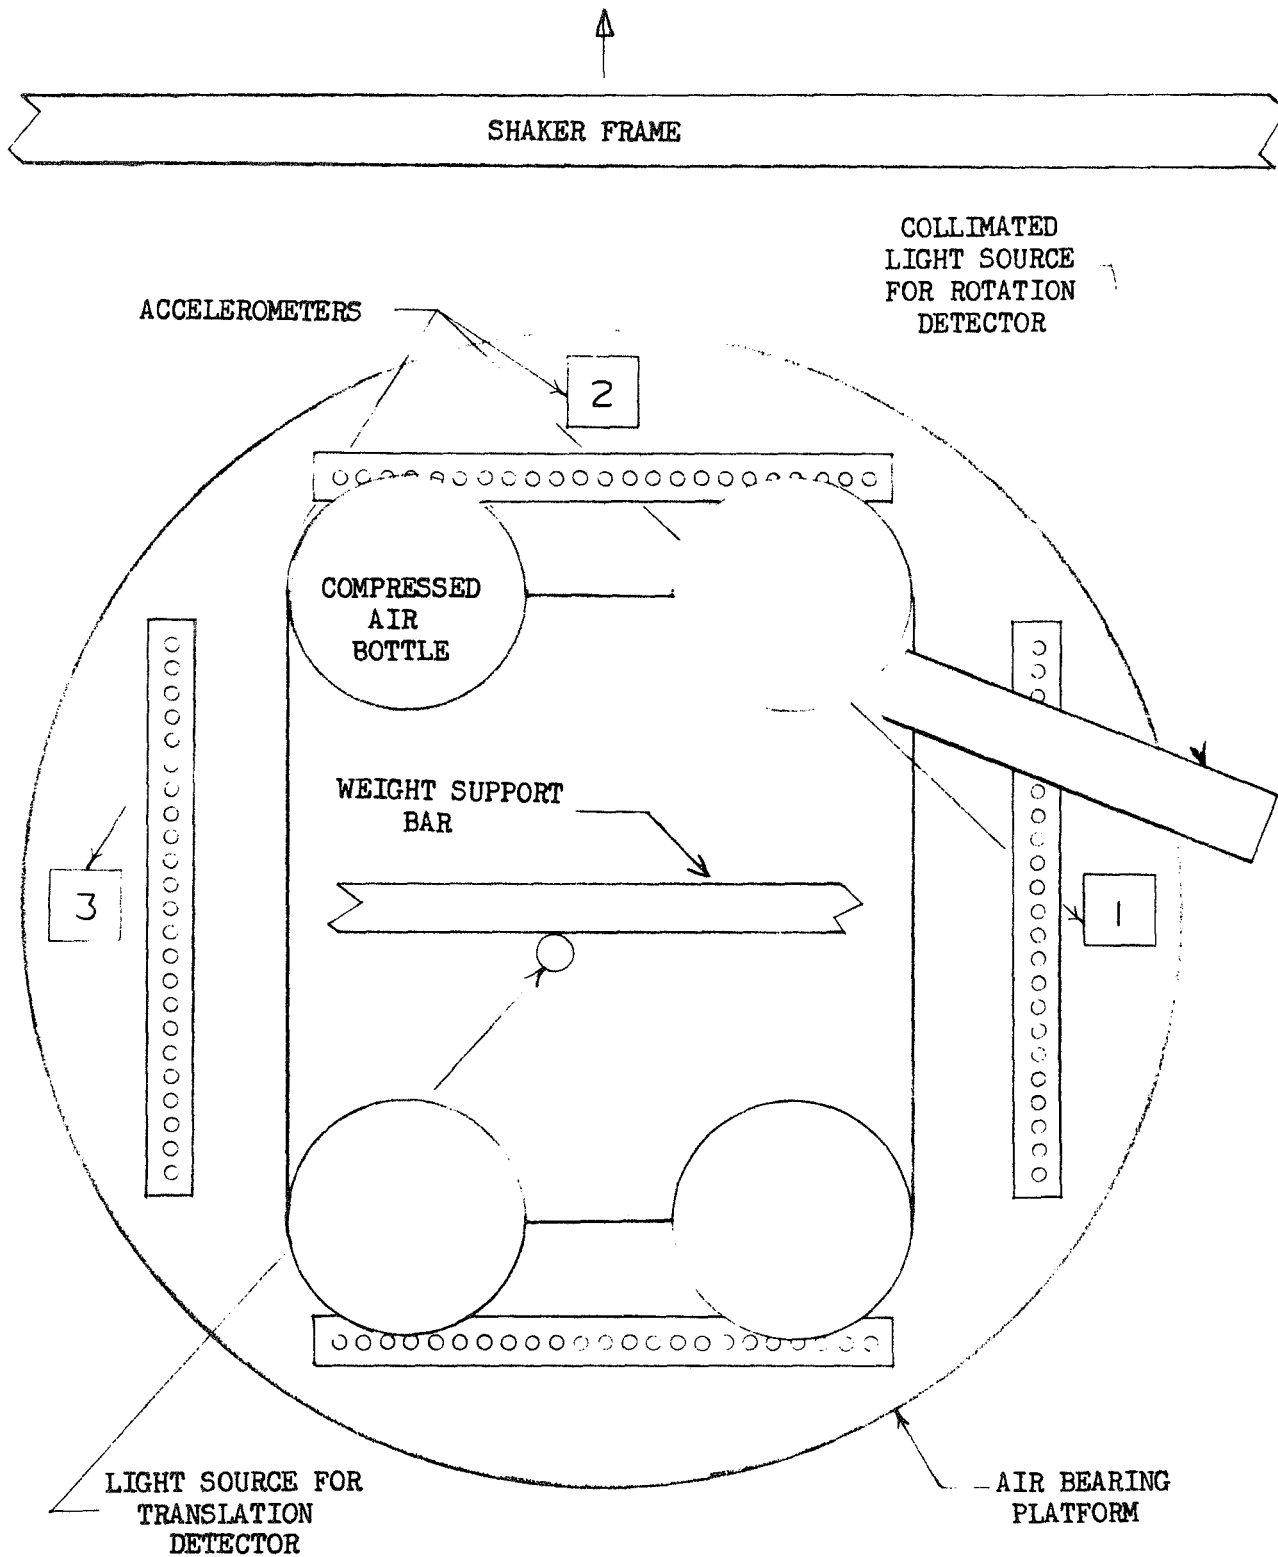 SHAKER FRAME
COLLIMATED
LIGHT SOURCE
FOR ROTATION
DETECTOR
ACCELEROMETERS
2
COMPRESSED
AIR
BOTTLE
WEIGHT SUPPORT
BAR
3
1
LIGHT SOURCE FOR
TRANSLATION
DETECTOR
AIR BEARING
PLATFORM